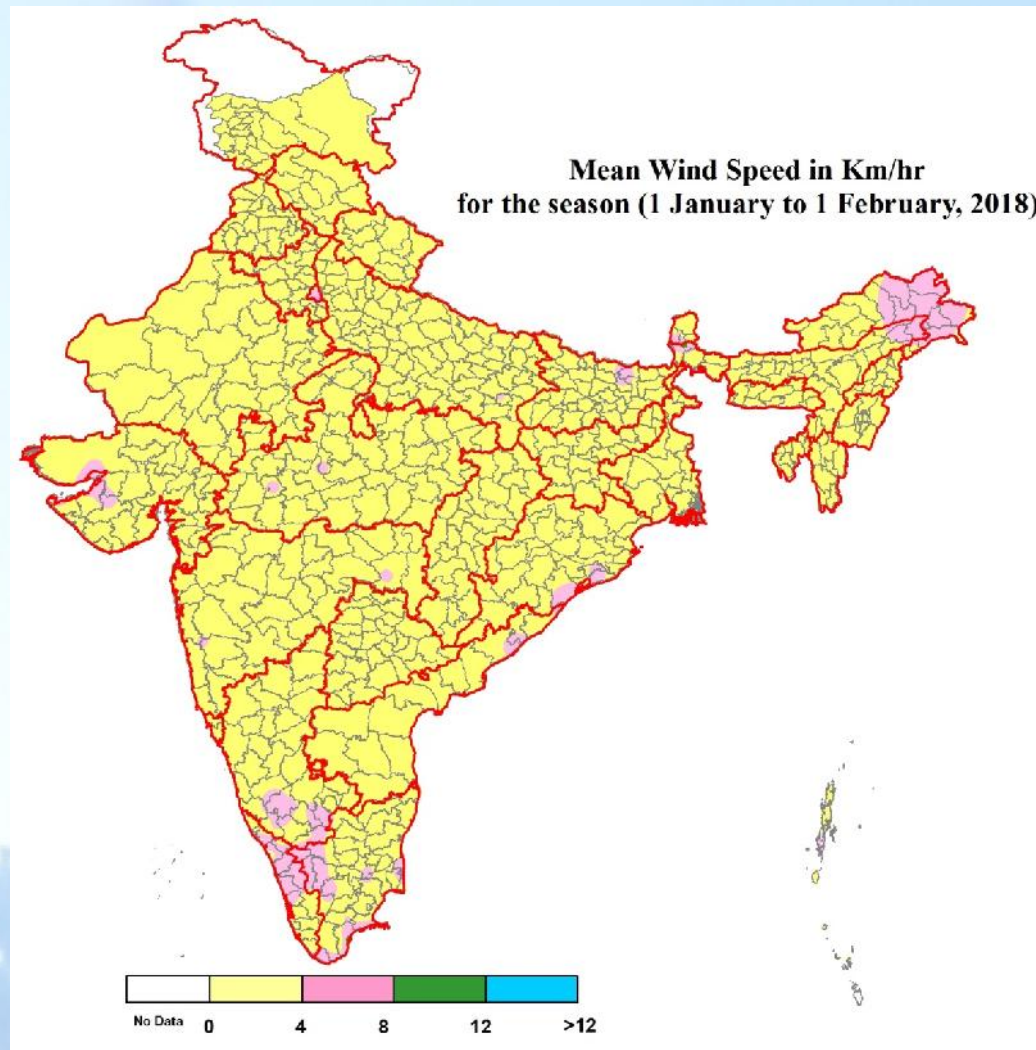 Mean Wind Speed in Km/hr
for the season (1 January to 1 February, 2018)
No Data 0 4 8 12 >12